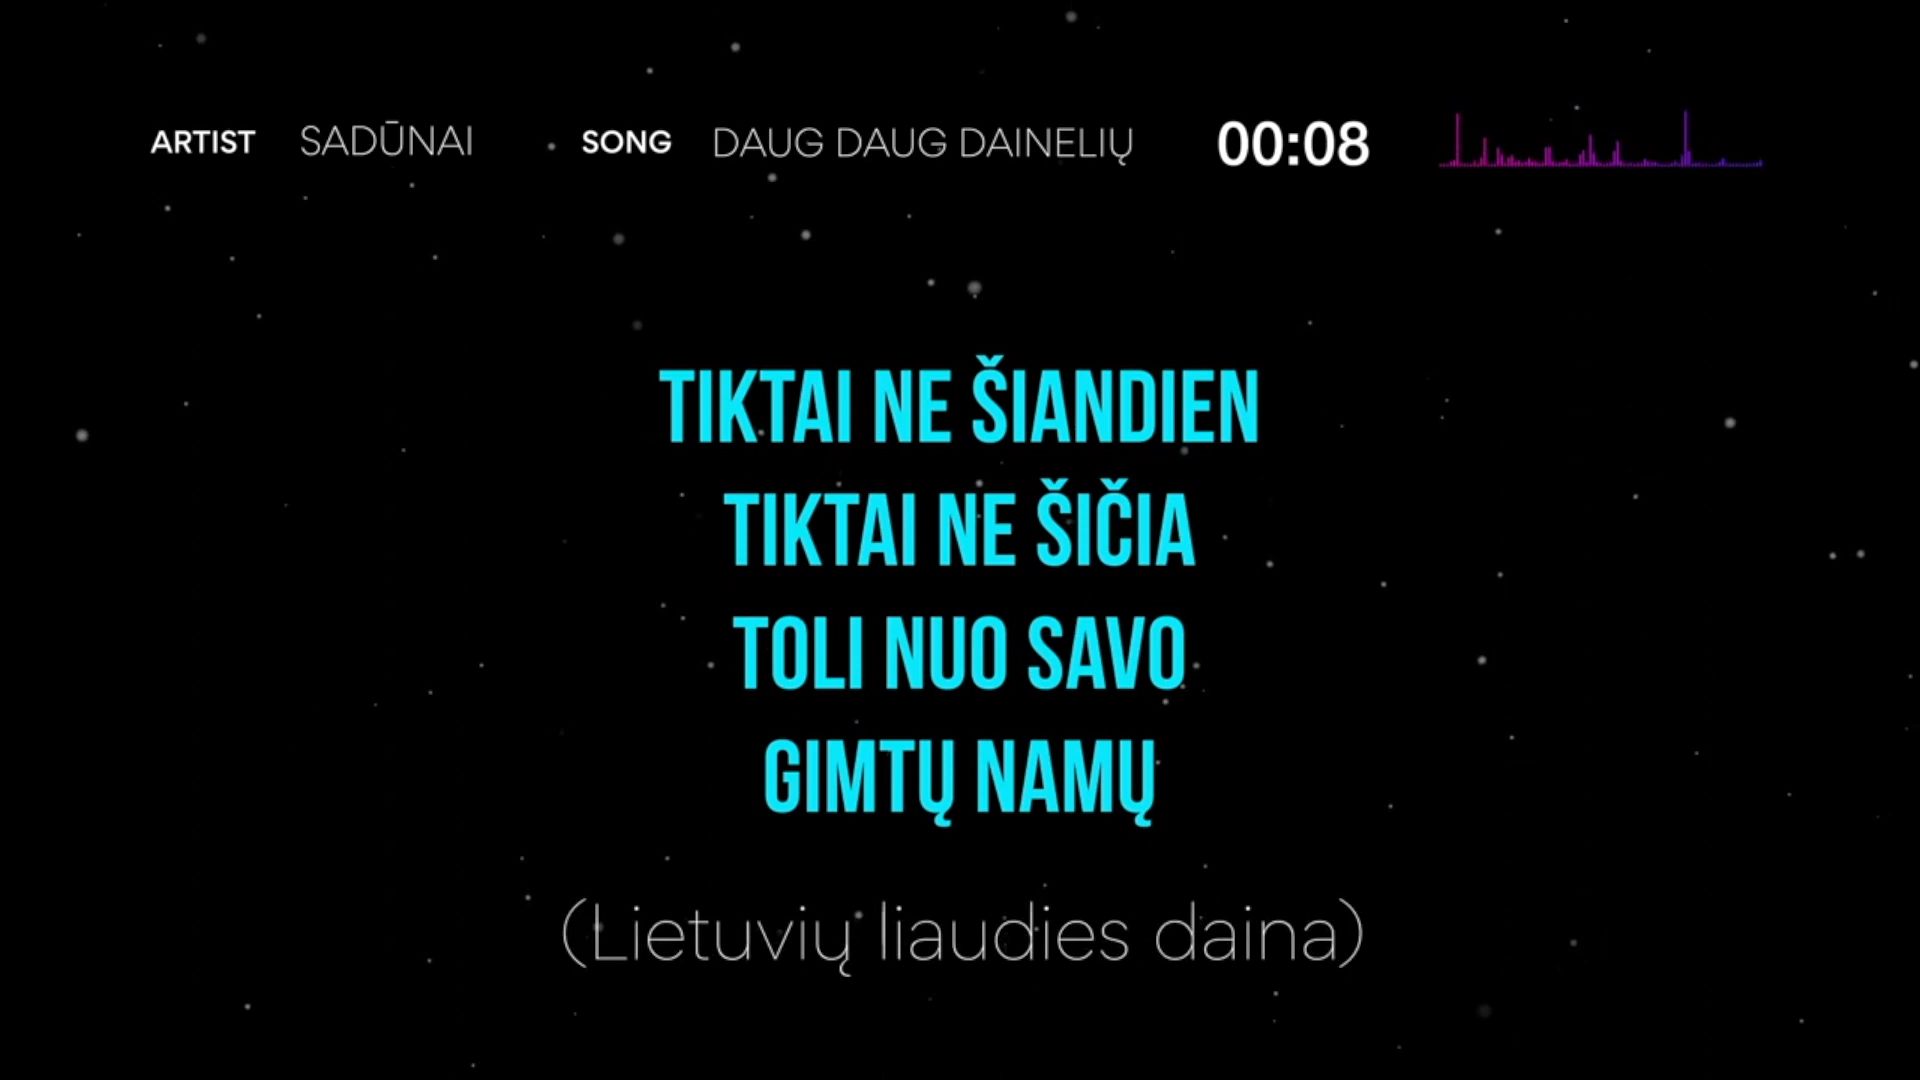 ARTIST SADŪNAI SONG DAUG DAUG DAINELIŲ 00:08
TIKTAI NE ŠIANDIEN
TIKTAI NE ŠIČIA
TOLI NUO SAVO
GIMTŲ NAMŲ
(Lietuvių liaudies daina)